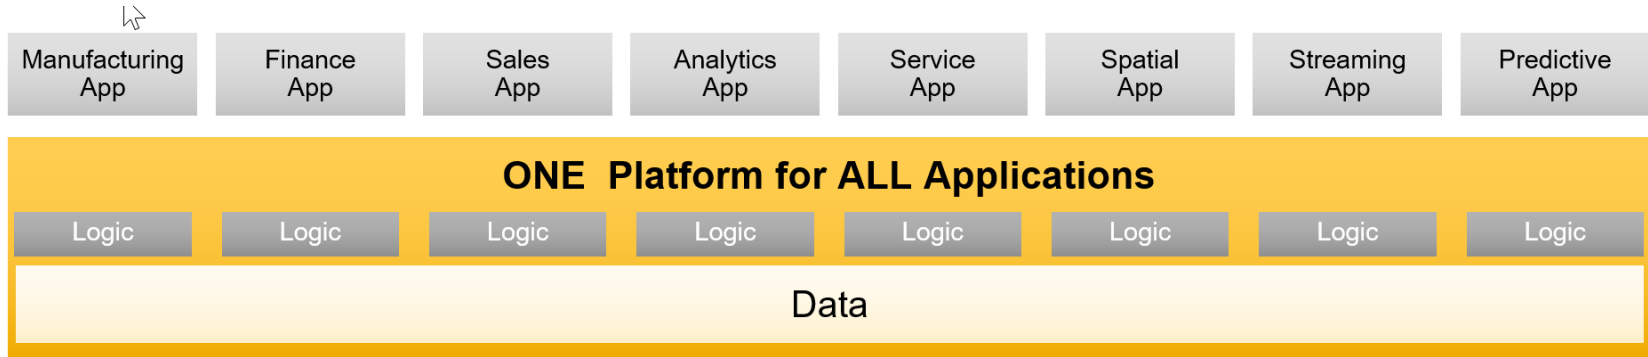 Manufacturing
App
Finance
App
Sales
App
Analytics
App
Service
App
Spatial
App
Streaming
App
Predictive
App
ONE  Platform for ALL Applications
Logic
Logic
Logic
Logic
Logic
Logic
Logic
Logic
Data